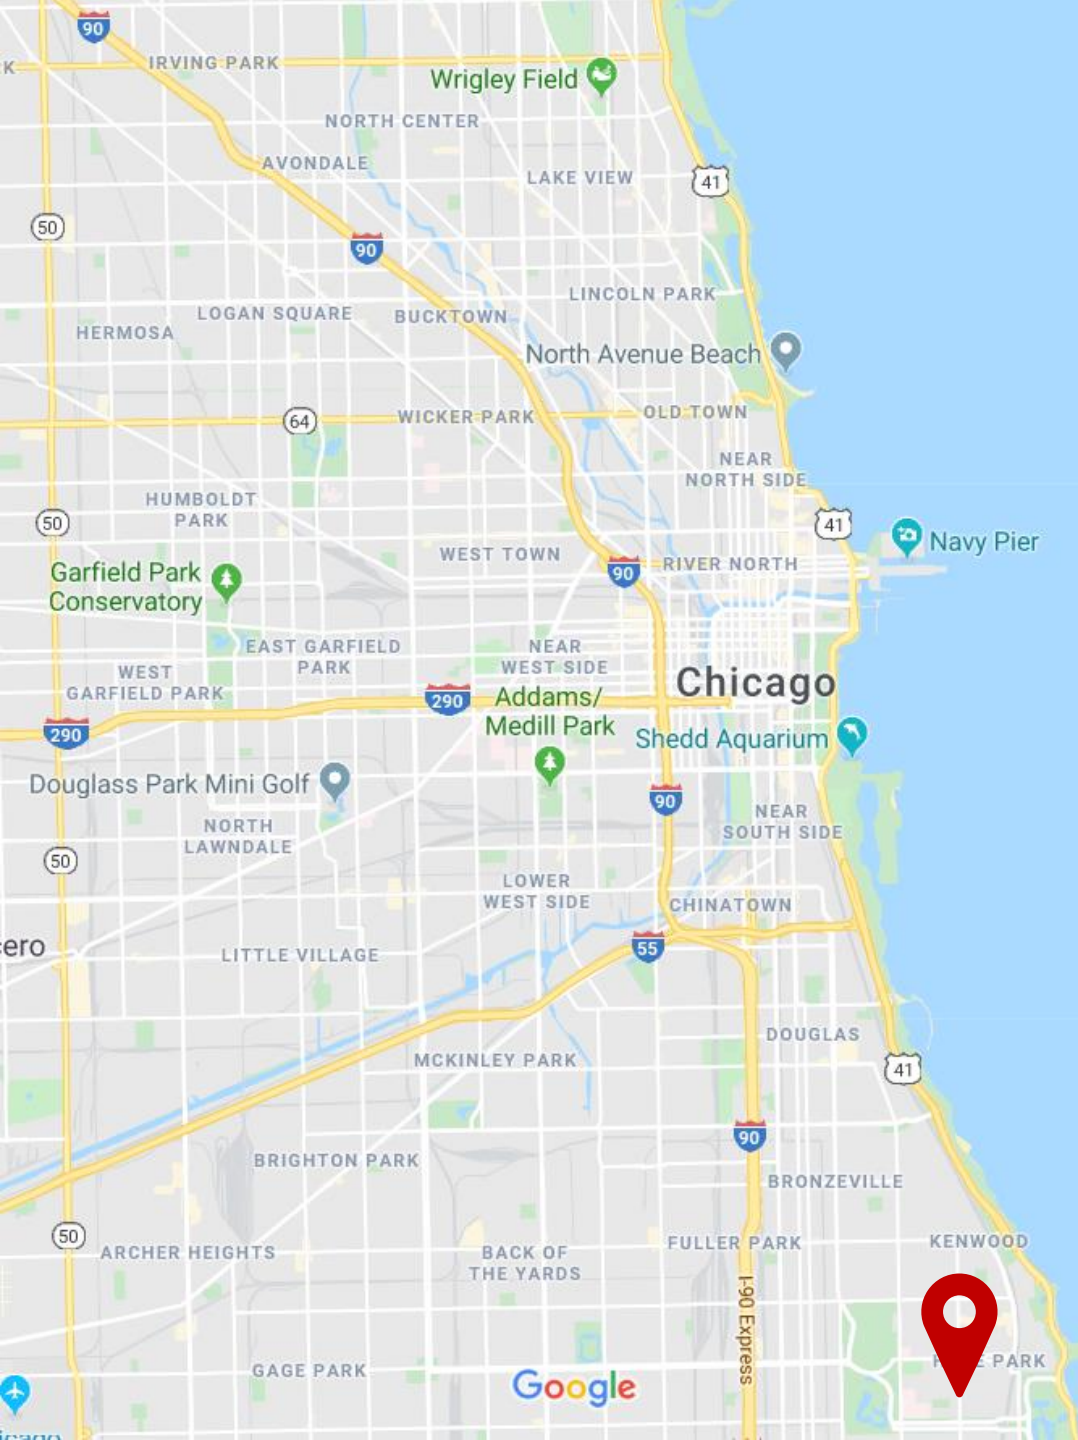 90
IRVING PARK
K
Wrigley Field
NORTH CENTER
AVONDALE
LAKE VIEW
41
50
90
LINCOLN PARK
LOGAN SQUARE
BUCKTOWN
HERMOSA
North Avenue Beach
64
WICKER PARK
OLD TOWN
NEAR
NORTH SIDE
HUMBOLDT
PARK
50
41
Navy Pier
WEST TOWN
RIVER NORTH
90
Garfield Park
Conservatory
EAST GARFIELD
PARK
NEAR
WEST SIDE
WEST
GARFIELD PARK
Chicago
290
Addams/
Medill Park
290
Shedd Aquarium
Douglass Park Mini Golf
90
NEAR
SOUTH SIDE
NORTH
LAWNDALE
50
LOWER
WEST SIDE
CHINATOWN
cero
55
LITTLE VILLAGE
DOUGLAS
MCKINLEY PARK
41
90
BRIGHTON PARK
BRONZEVILLE
50
ARCHER HEIGHTS
BACK OF
THE YARDS
FULLER PARK
KENWOOD
I-90 Express
PARK
GAGE PARK
Google
icago